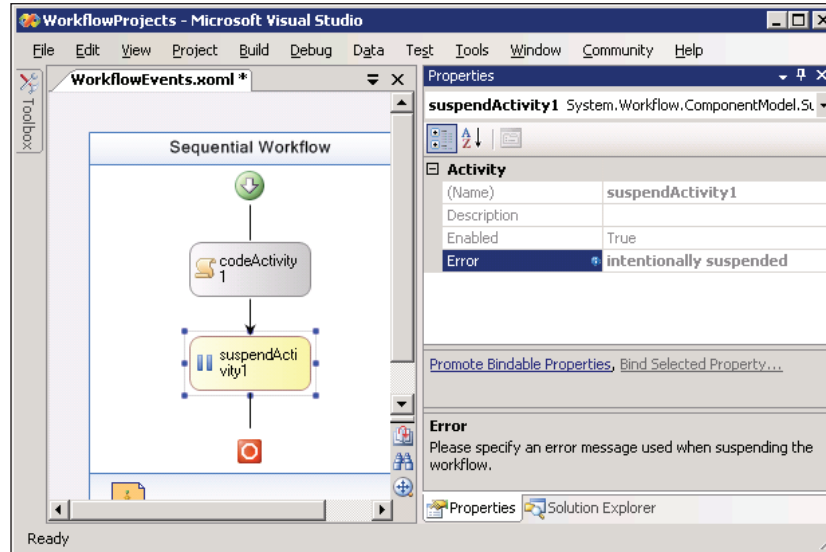 WorkflowProjects - Microsoft Visual Studio
File Edit View Project Build Debug Data Test Tools Window Community Help
Toolbox
WorkflowEvents.xoml *
Sequential Workflow
codeActivity
1
suspendActi
vity1
Properties
suspendActivity1 System.Workflow.ComponentModel.Su
A
Z
Activity
(Name) suspendActivity1
Description
Enabled True
Error intentionally suspended
Promote Bindable Properties, Bind Selected Property...
Error
Please specify an error message used when suspending the
workflow.
Properties Solution Explorer
Ready